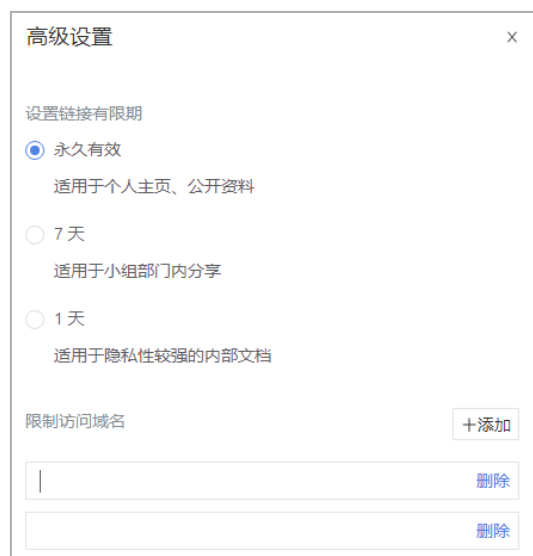 高级设置 x
设置链接有限期
永久有效
适用于个人主页、公开资料
7 天
适用于小组部门内分享
1 天
适用于隐私性较强的内部文档
限制访问域名 +添加
删除
删除